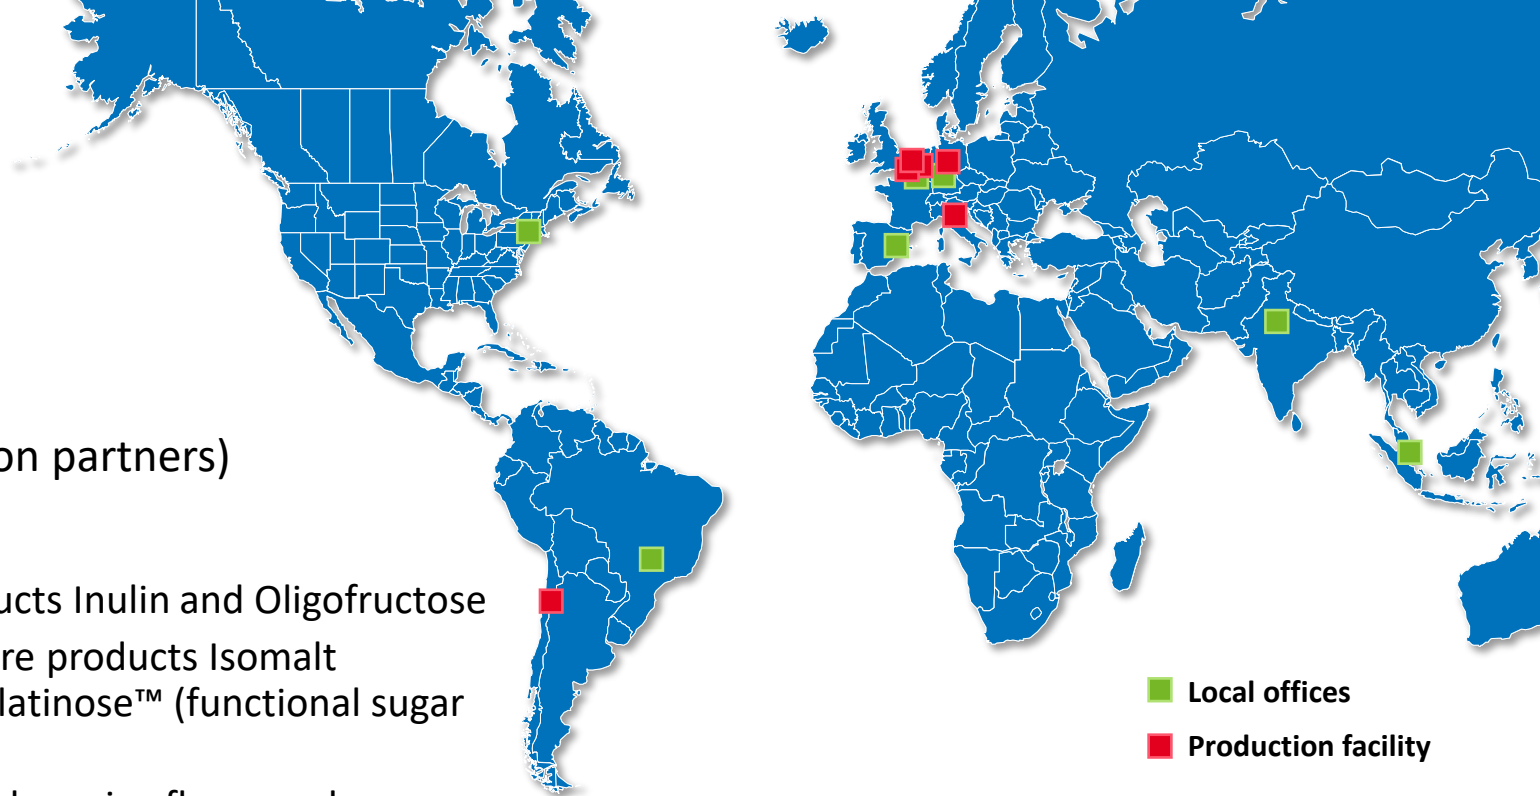 on partners)
ucts Inulin and Oligofructose
re products Isomalt
latinose™ (functional sugar
Local offices
Production facility